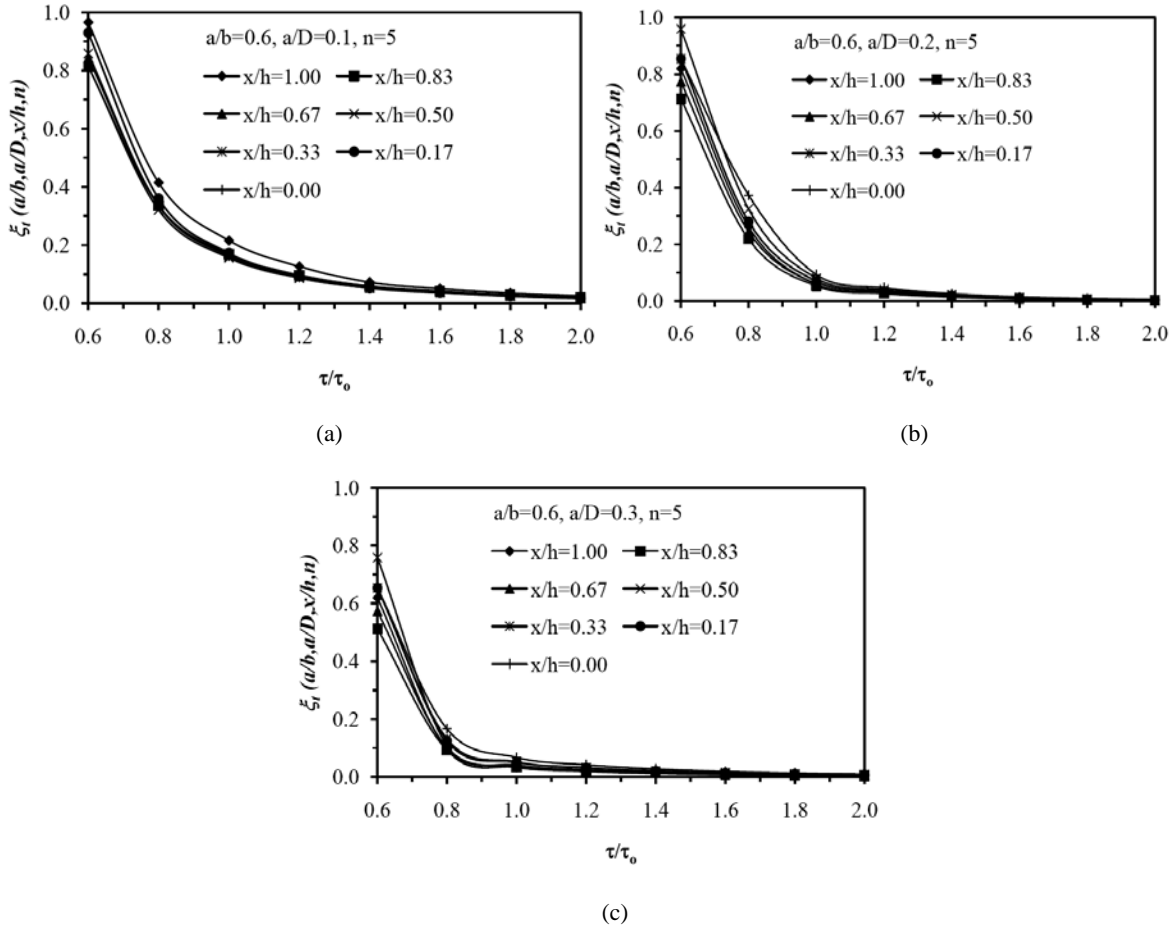 ξt (a/b,a/D,x/h,n)
1.0
0.8
0.6
0.4
0.2
0.0
a/b=0.6, a/D=0.1, n=5
x/h=1.00 x/h=0.83
x/h=0.67 x/h=0.50
x/h=0.33 x/h=0.17
x/h=0.00
0.6 0.8 1.0 1.2 1.4 1.6 1.8 2.0
τ/τo
(a)
ξt (a/b,a/D,x/h,n)
1.0
0.8
0.6
0.4
0.2
0.0
a/b=0.6, a/D=0.2, n=5
x/h=1.00 x/h=0.83
x/h=0.67 x/h=0.50
x/h=0.33 x/h=0.17
x/h=0.00
0.6 0.8 1.0 1.2 1.4 1.6 1.8 2.0
τ/τo
(b)
ξt (a/b,a/D,x/h,n)
1.0
0.8
0.6
0.4
0.2
0.0
a/b=0.6, a/D=0.3, n=5
x/h=1.00 x/h=0.83
x/h=0.67 x/h=0.50
x/h=0.33 x/h=0.17
x/h=0.00
0.6 0.8 1.0 1.2 1.4 1.6 1.8 2.0
τ/τo
(c)